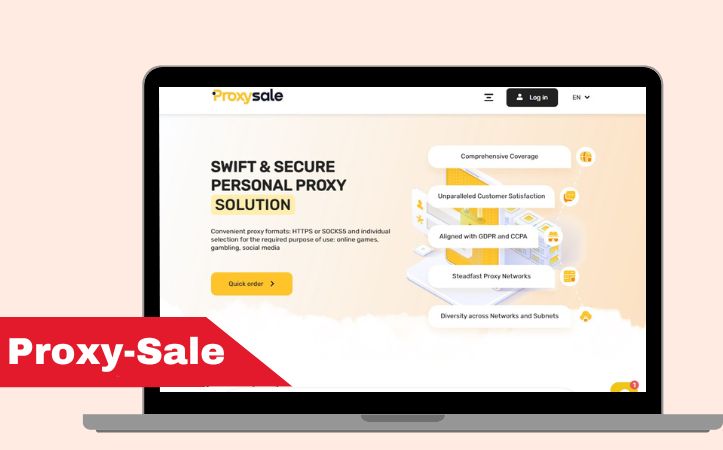 Proxysale
Log in
EN
SWIFT & SECURE
PERSONAL PROXY
SOLUTION
Convenient proxy formats: HTTPS or SOCKS5 and individual
selection for the required purpose of use: online games,
gambling, social media
Quick order
Comprehensive Coverage
Unparalleled Customer Satisfaction
Aligned with GDPR and CCPA
Steadfast Proxy Networks
Diversity across Networks and Subnets
1
Proxy-Sale